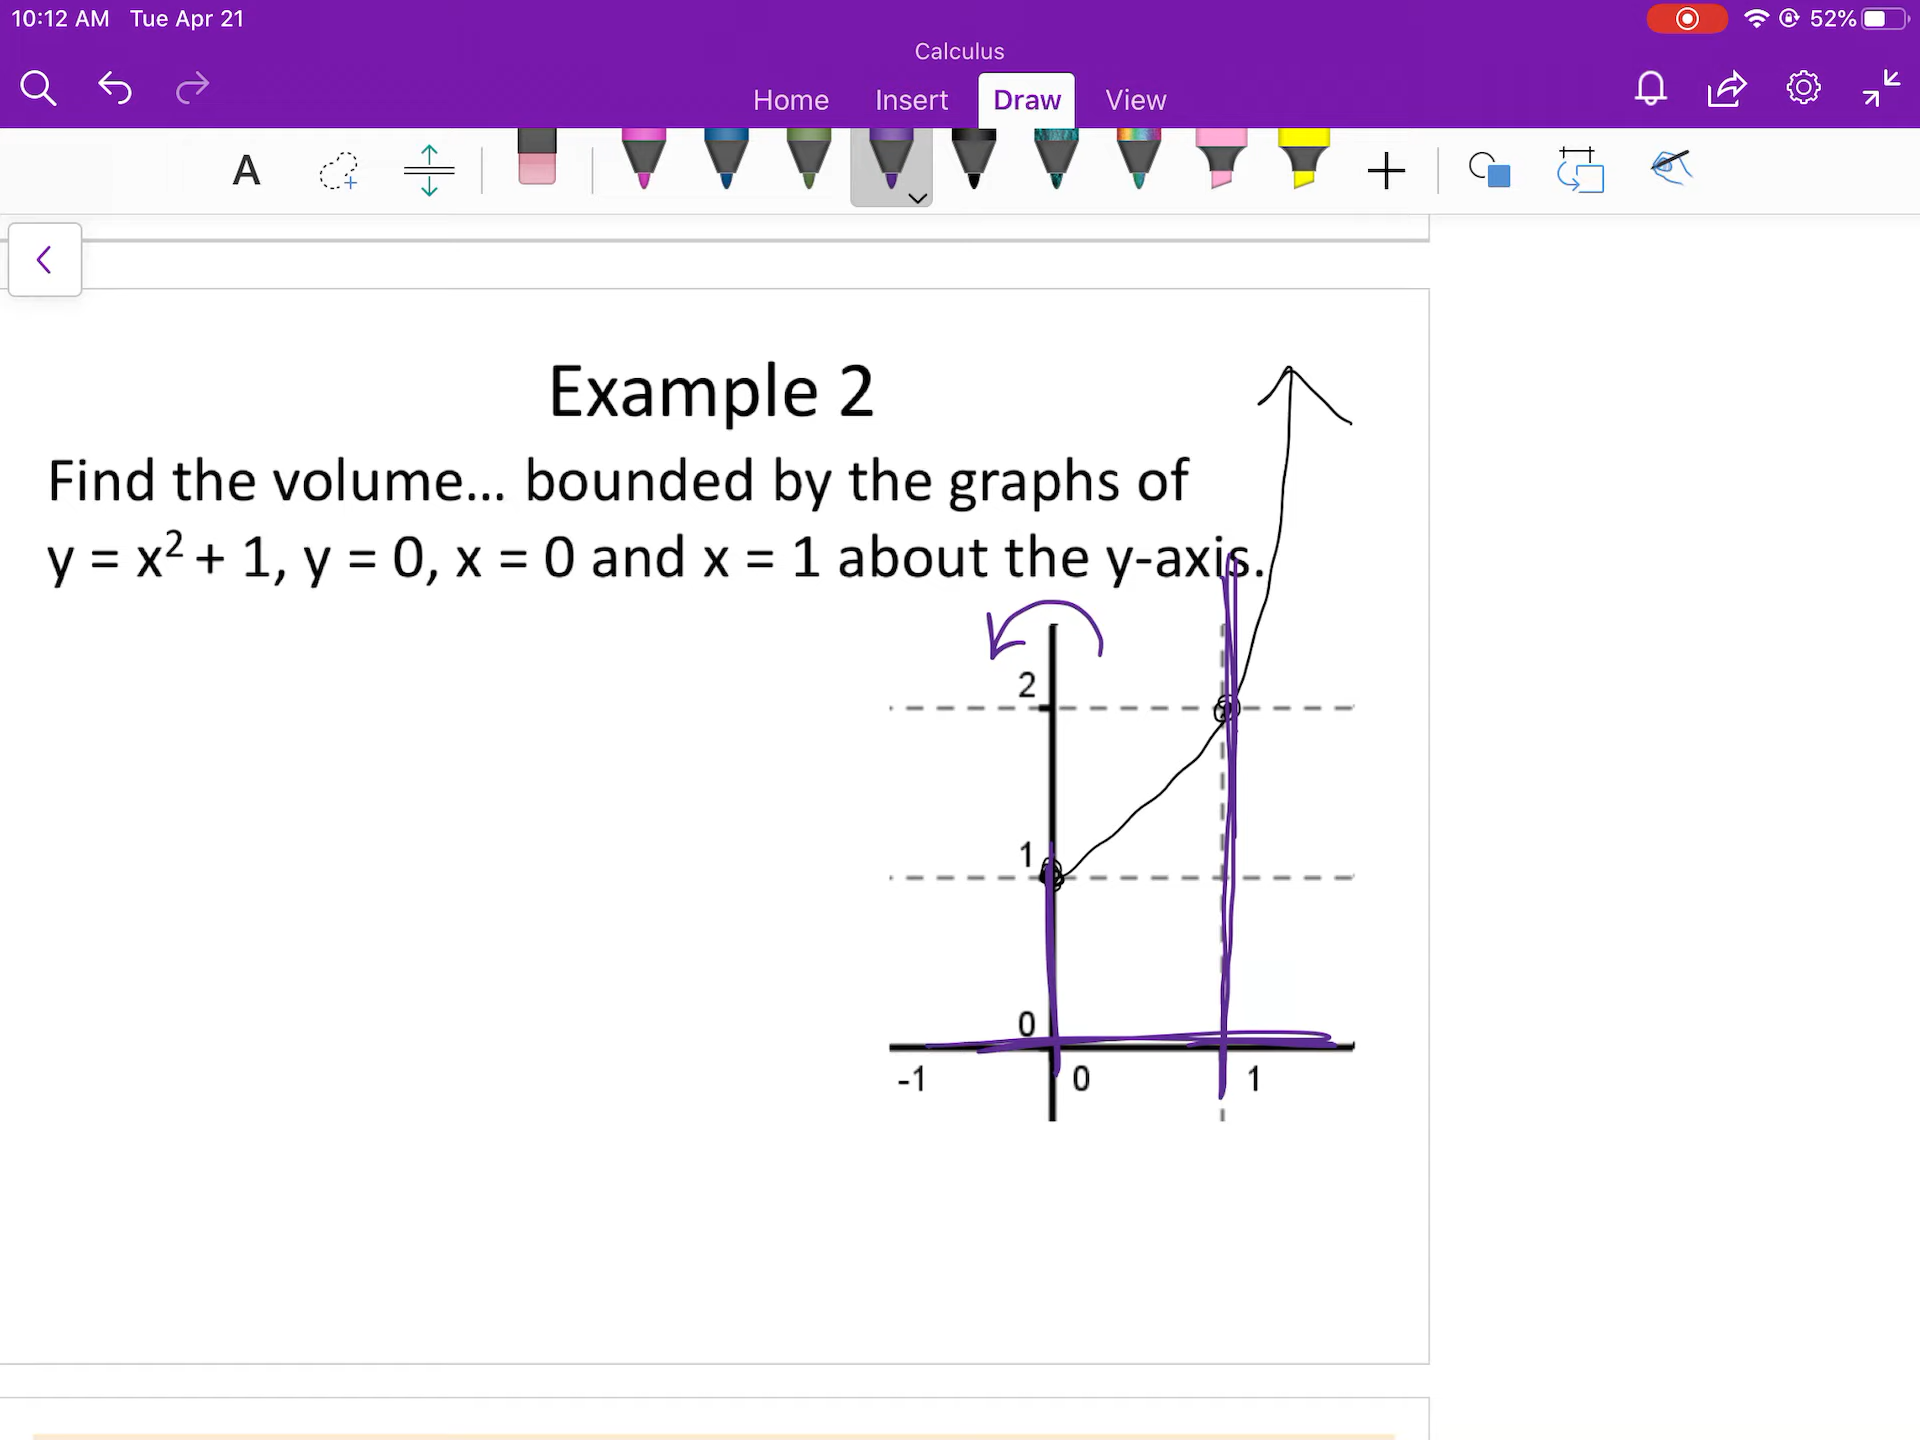 10:12 AM Tue Apr 21
52%
Calculus
Home Insert Draw View
A
Example 2
Find the volume... bounded by the graphs of
y = x² + 1, y = 0, x = 0 and x = 1 about the y-axis.
2
1
0
-1 0 1